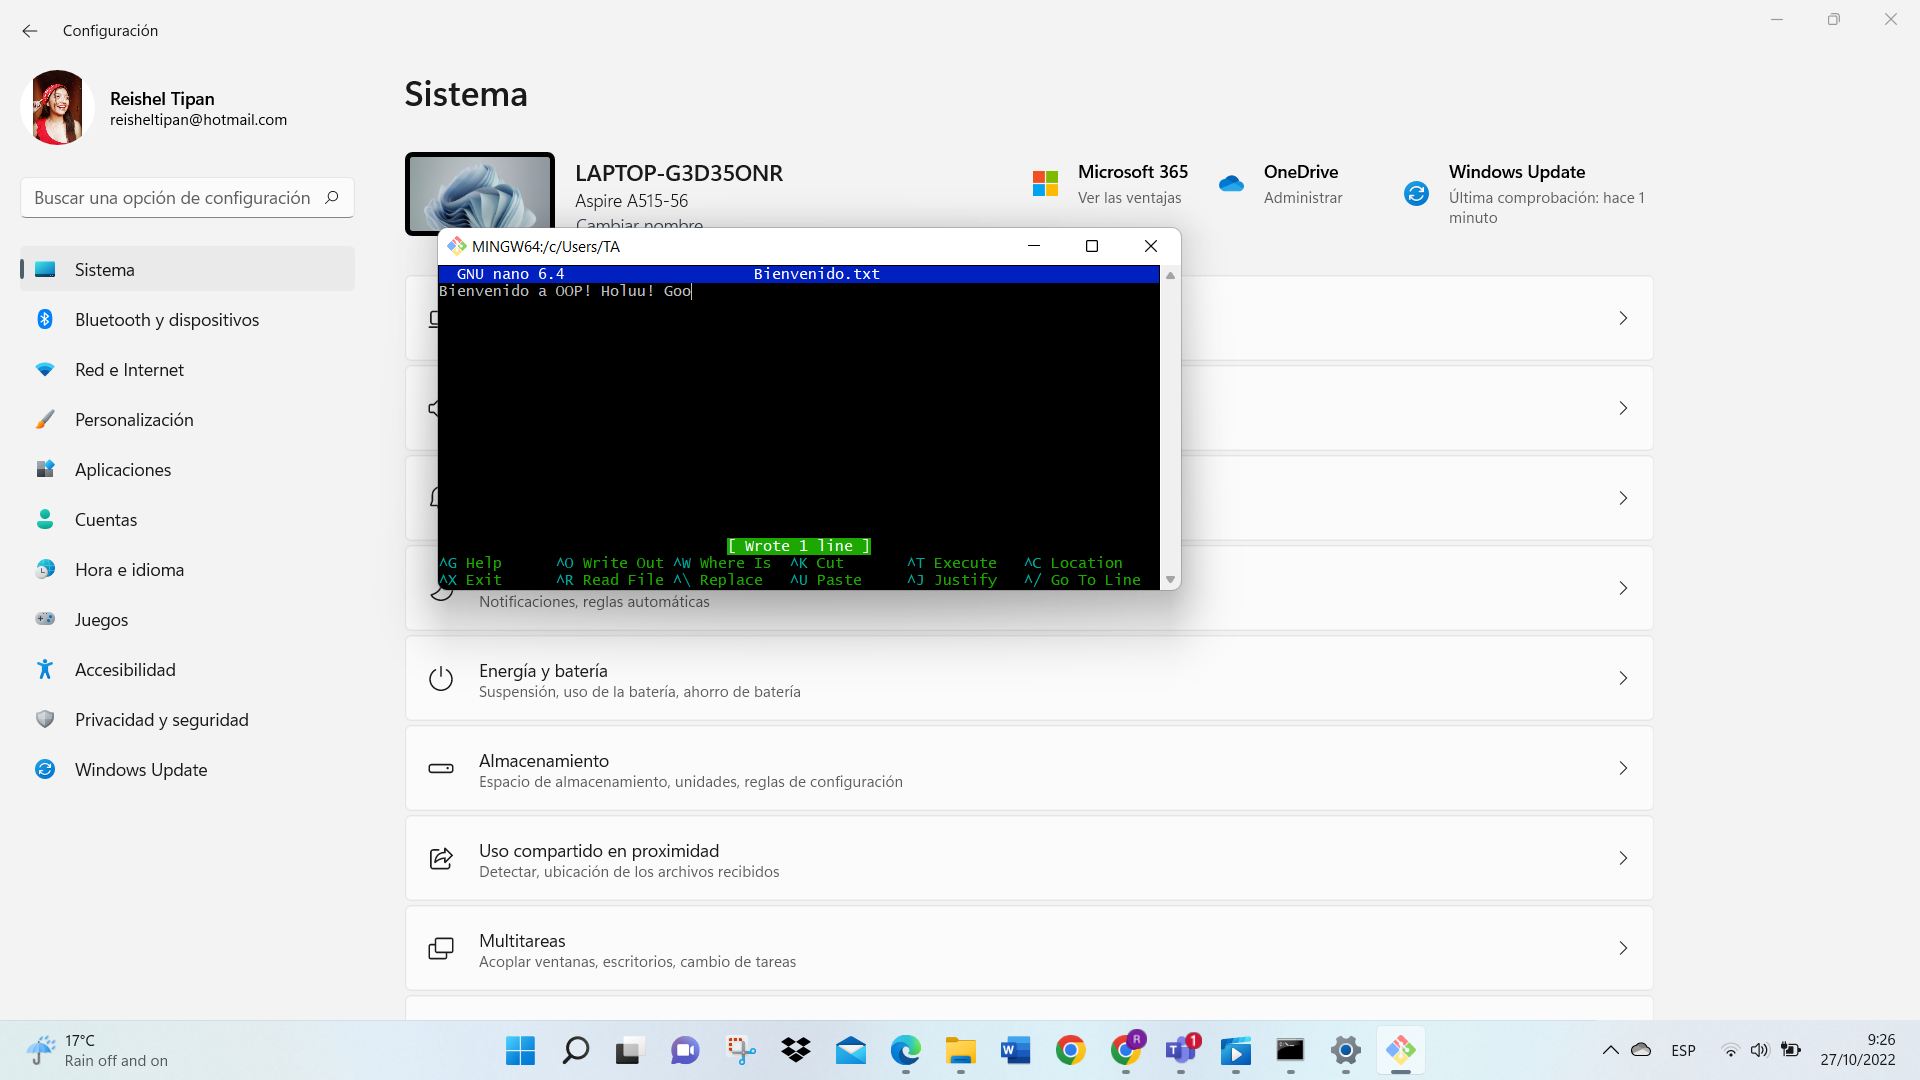 Configuración
Reishel Tipan
reisheltipan@hotmail.com
Buscar una opción de configuración
Sistema
Bluetooth y dispositivos
Red e Internet
Personalización
Aplicaciones
Cuentas
Hora e idioma
Juegos
Accesibilidad
Privacidad y seguridad
Windows Update
Sistema
LAPTOP-G3D35ONR
Aspire A515-56
Cambiar nombre
Microsoft 365
Ver las ventajas
OneDrive
Administrar
Windows Update
Última comprobación: hace 1
minuto
MINGW64:/c/Users/TA
GNU nano 6.4 Bienvenido.txt
Bienvenido a OOP! Holuu! Goo
[ Wrote 1 line ]
^G Help ^O Write Out ^W Where Is ^K Cut ^T Execute ^C Location
^X Exit ^R Read File ^\ Replace ^U Paste ^J Justify ^/ Go To Line
Notificaciones, reglas automáticas
Energía y batería
Suspensión, uso de la batería, ahorro de batería
Almacenamiento
Espacio de almacenamiento, unidades, reglas de configuración
Uso compartido en proximidad
Detectar, ubicación de los archivos recibidos
Multitareas
Acoplar ventanas, escritorios, cambio de tareas
17°C
Rain off and on
W
R
T
1
ESP
9:26
27/10/2022